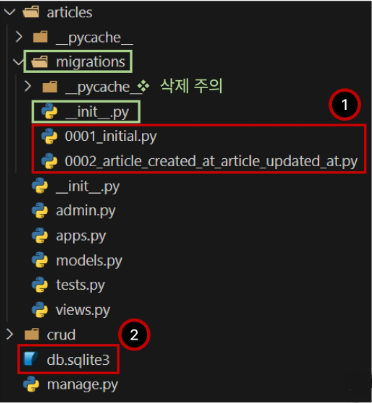 articles
__pycache__
migrations
__pycache__ ❖ 삭제 주의
__init__.py
1
0001_initial.py
0002_article_created_at_article_updated_at.py
__init__.py
admin.py
apps.py
models.py
tests.py
views.py
crud
2
db.sqlite3
manage.py